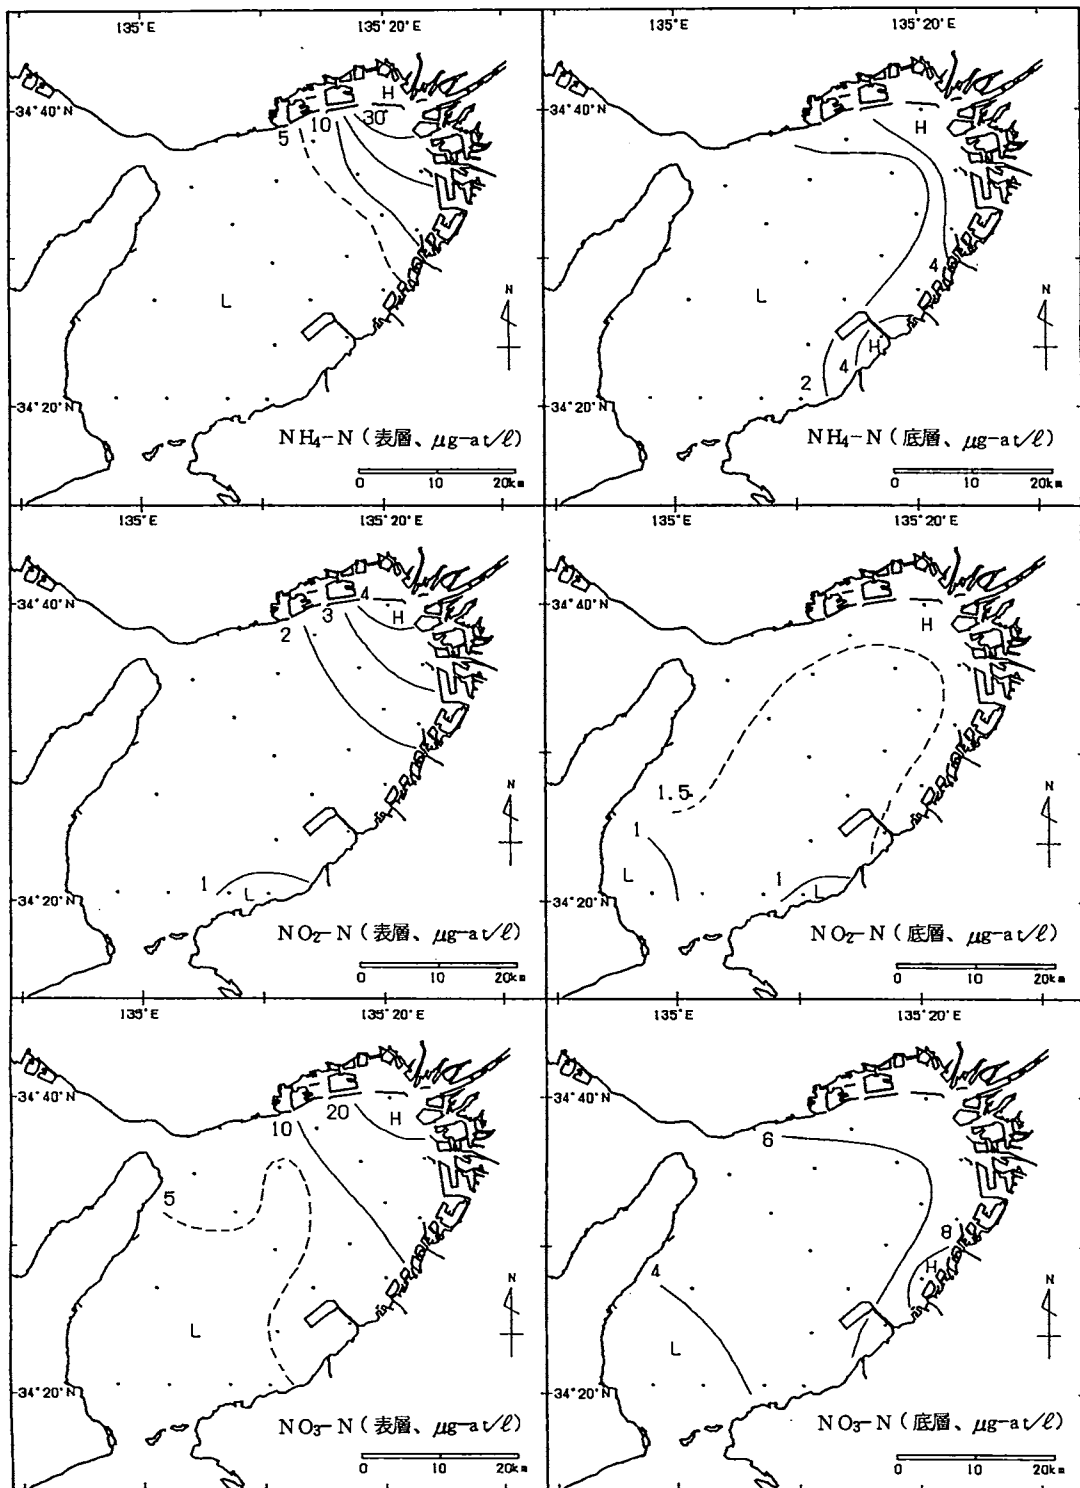 135°E 135°20'E
34°40'N
5 10 30 H
L
N
34°20'N
NH₄-N (表層、μg-at/ℓ)
0 10 20km
135°E 135°20'E
34°40'N
H
4
L
N
H
4
2
34°20'N
NH₄-N (底層、μg-at/ℓ)
0 10 20km
135°E 135°20'E
34°40'N
2 3 4 H
N
1
L
34°20'N
NO₂-N (表層、μg-at/ℓ)
0 10 20km
135°E 135°20'E
34°40'N
H
1.5
N
1
L
1
L
34°20'N
NO₂-N (底層、μg-at/ℓ)
0 10 20km
135°E 135°20'E
34°40'N
10 20 H
5
L
N
34°20'N
NO₃-N (表層、μg-at/ℓ)
0 10 20km
135°E 135°20'E
34°40'N
6
8
H
4
N
L
34°20'N
NO₃-N (底層、μg-at/ℓ)
0 10 20km